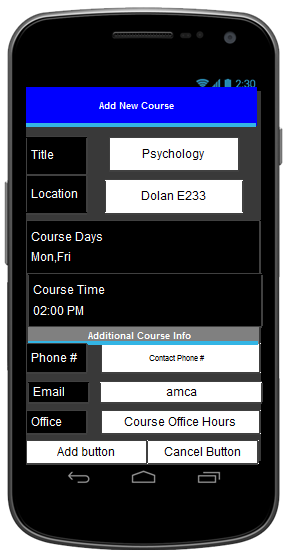 2:30
Add New Course
Title
Psychology
Location
Dolan E233
Course Days
Mon,Fri
Course Time
02:00 PM
Additional Course Info
Phone #
Contact Phone #
Email
amca
Office
Course Office Hours
Add button
Cancel Button